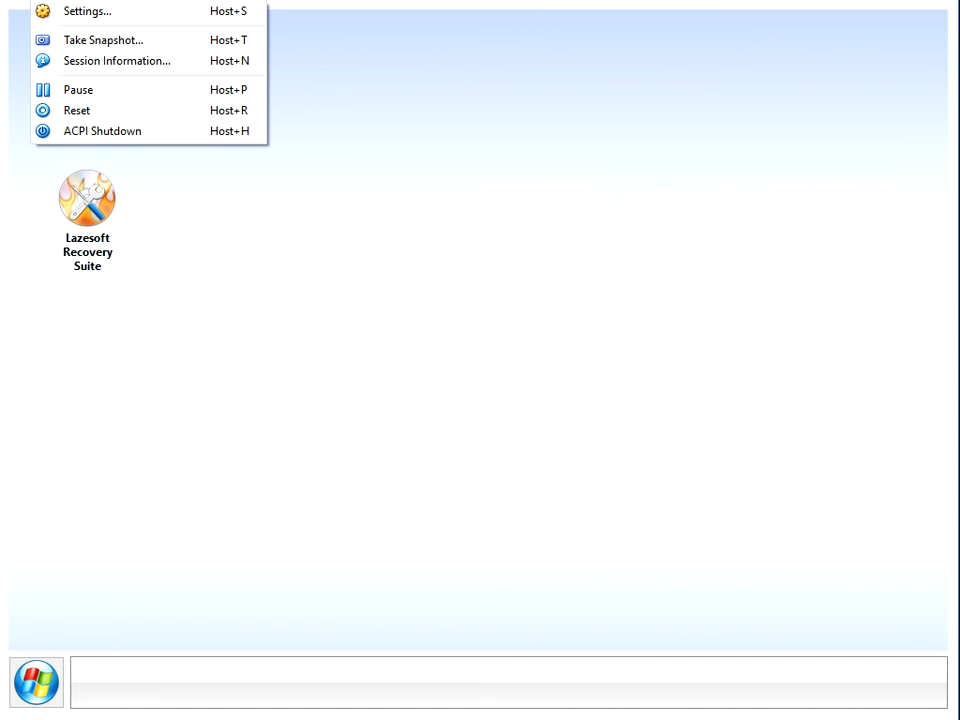 Settings... Host+S
Take Snapshot... Host+T
Session Information... Host+N
Pause Host+P
Reset Host+R
ACPI Shutdown Host+H
Lazesoft
Recovery
Suite